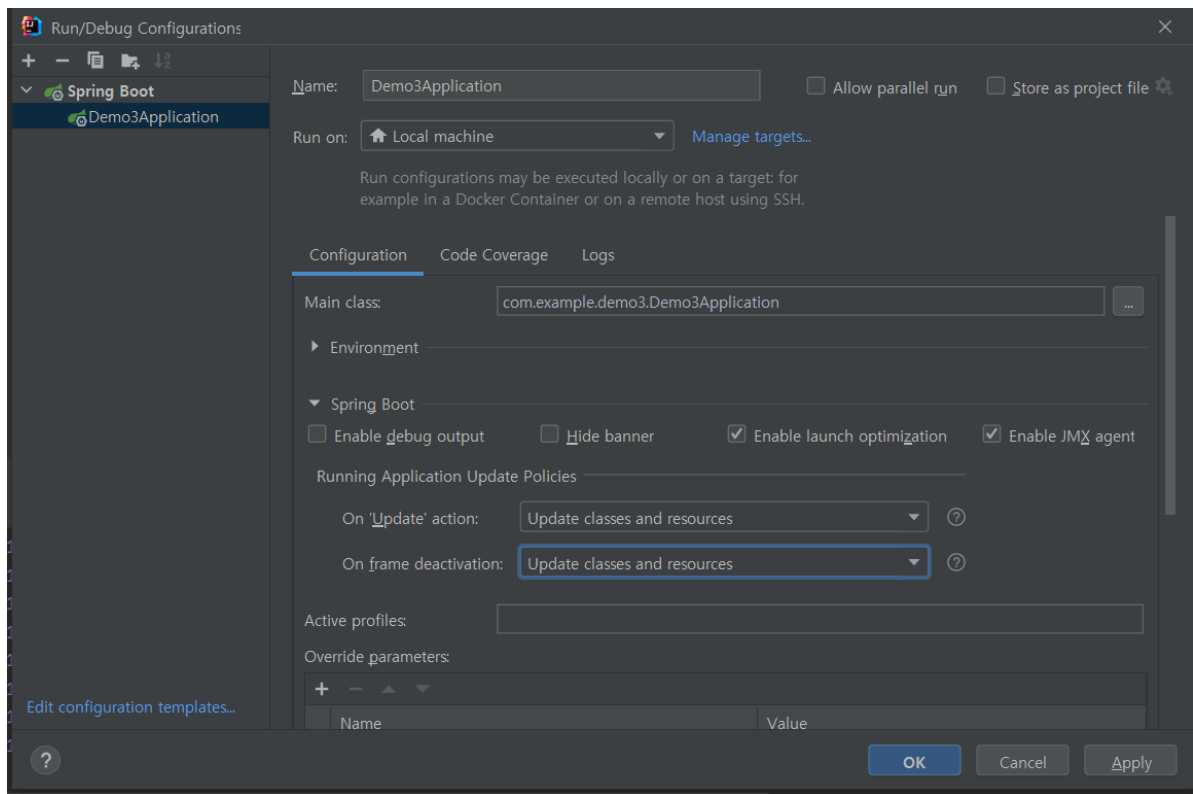 Run/Debug Configurations
Spring Boot
Demo3Application
Edit configuration templates...
Name: Demo3Application Allow parallel run Store as project file
Run on: Local machine Manage targets...
Run configurations may be executed locally or on a target: for
example in a Docker Container or on a remote host using SSH.
Configuration Code Coverage Logs
Main class: com.example.demo3.Demo3Application ...
Environment
Spring Boot
Enable debug output Hide banner Enable launch optimization Enable JMX agent
Running Application Update Policies
On 'Update' action: Update classes and resources ?
On frame deactivation: Update classes and resources ?
Active profiles:
Override parameters:
Name Value
? OK Cancel Apply